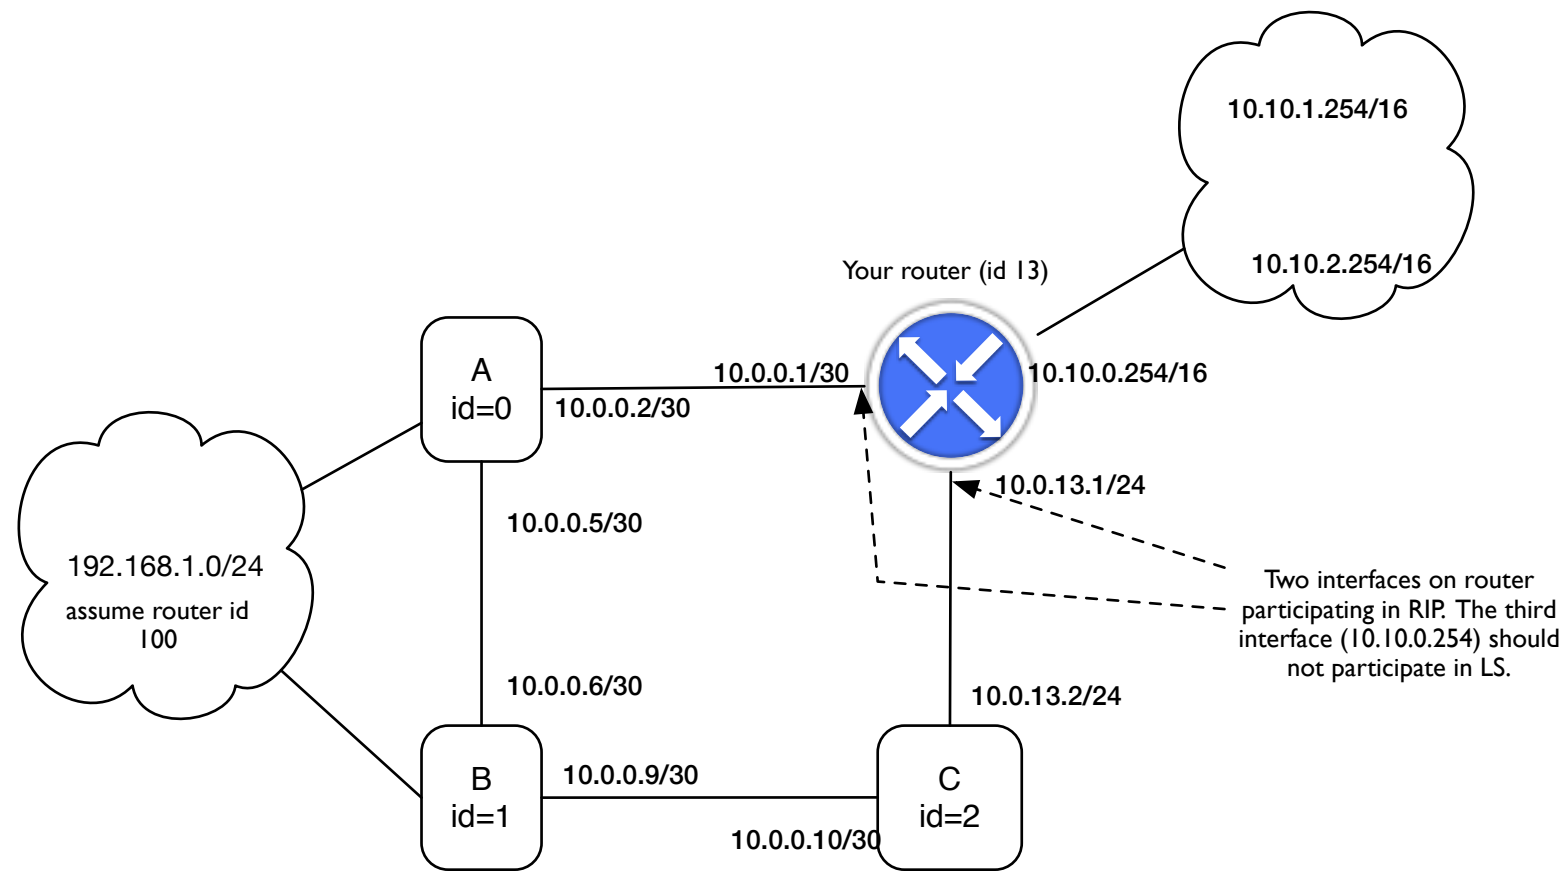 10.10.1.254/16
10.10.2.254/16
Your router (id 13)
A
id=0
10.0.0.1/30
10.10.0.254/16
10.0.0.2/30
10.0.13.1/24
10.0.0.5/30
192.168.1.0/24
assume router id
100
Two interfaces on router
participating in RIP. The third
interface (10.10.0.254) should
not participate in LS.
10.0.0.6/30
10.0.13.2/24
B
id=1
10.0.0.9/30
C
id=2
10.0.0.10/30